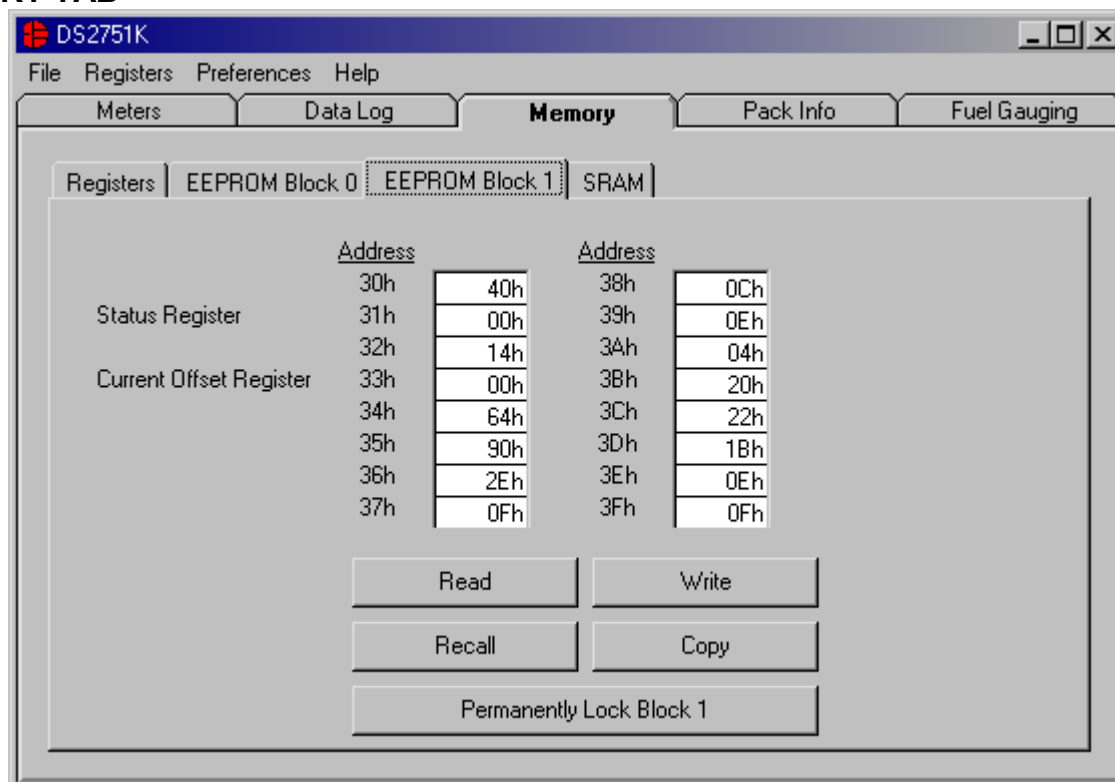 DS2751K
File Registers Preferences Help
Meters Data Log Memory Pack Info Fuel Gauging
Registers EEPROM Block 0 EEPROM Block 1 SRAM
Address Address
30h 40h 38h 0Ch
Status Register 31h 00h 39h 0Eh
32h 14h 3Ah 04h
Current Offset Register 33h 00h 3Bh 20h
34h 64h 3Ch 22h
35h 90h 3Dh 1Bh
36h 2Eh 3Eh 0Eh
37h 0Fh 3Fh 0Fh
Read Write
Recall Copy
Permanently Lock Block 1